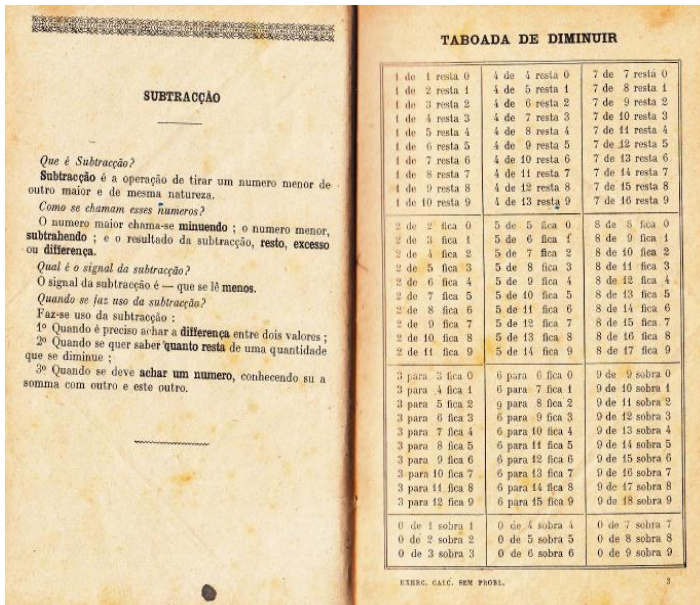 SUBTRACÇÃO
Que é Subtracção?
Subtracção é a operação de tirar um numero menor de
outro maior e de mesma natureza.
Como se chamam esses numeros?
O numero maior chama-se minuendo ; o numero menor,
subtrahendo ; e o resultado da subtracção, resto, excesso
ou differença.
Qual é o signal da subtracção?
O signal da subtracção é — que se lê menos.
Quando se faz uso da subtracção?
Faz-se uso da subtracção :
1º Quando é preciso achar a differença entre dois valores ;
2º Quando se quer saber quanto resta de uma quantidade
que se diminue ;
3º Quando se deve achar um numero, conhecendo su a
somma com outro e este outro.
TABOADA DE DIMINUIR
1 de 1 resta 0 4 de 4 resta 0 7 de 7 resta 0
1 de 2 resta 1 4 de 5 resta 1 7 de 8 resta 1
1 de 3 resta 2 4 de 6 resta 2 7 de 9 resta 2
1 de 4 resta 3 4 de 7 resta 3 7 de 10 resta 3
1 de 5 resta 4 4 de 8 resta 4 7 de 11 resta 4
1 de 6 resta 5 4 de 9 resta 5 7 de 12 resta 5
1 de 7 resta 6 4 de 10 resta 6 7 de 13 resta 6
1 de 8 resta 7 4 de 11 resta 7 7 de 14 resta 7
1 de 9 resta 8 4 de 12 resta 8 7 de 15 resta 8
1 de 10 resta 9 4 de 13 resta 9 7 de 16 resta 9
2 de 2 fica 0 5 de 5 fica 0 8 de 8 fica 0
2 de 3 fica 1 5 de 6 fica 1 8 de 9 fica 1
2 de 4 fica 2 5 de 7 fica 2 8 de 10 fica 2
2 de 5 fica 3 5 de 8 fica 3 8 de 11 fica 3
2 de 6 fica 4 5 de 9 fica 4 8 de 12 fica 4
2 de 7 fica 5 5 de 10 fica 5 8 de 13 fica 5
2 de 8 fica 6 5 de 11 fica 6 8 de 14 fica 6
2 de 9 fica 7 5 de 12 fica 7 8 de 15 fica 7
2 de 10 fica 8 5 de 13 fica 8 8 de 16 fica 8
2 de 11 fica 9 5 de 14 fica 9 8 de 17 fica 9
3 para 3 fica 0 6 para 6 fica 0 9 de 9 sobra 0
3 para 4 fica 1 6 para 7 fica 1 9 de 10 sobra 1
3 para 5 fica 2 9 para 8 fica 2 9 de 11 sobra 2
3 para 6 fica 3 6 para 9 fica 3 9 de 12 sobra 3
3 para 7 fica 4 6 para 10 fica 4 9 de 13 sobra 4
3 para 8 fica 5 6 para 11 fica 5 9 de 14 sobra 5
3 para 9 fica 6 6 para 12 fica 6 9 de 15 sobra 6
3 para 10 fica 7 6 para 13 fica 7 9 de 16 sobra 7
3 para 11 fica 8 6 para 14 fica 8 9 de 17 sobra 8
3 para 12 fica 9 6 para 15 fica 9 9 de 18 sobra 9
0 de 1 sobra 1 0 de 4 sobra 4 0 de 7 sobra 7
0 de 2 sobra 2 0 de 5 sobra 5 0 de 8 sobra 8
0 de 3 sobra 3 0 de 6 sobra 6 0 de 9 sobra 9
EXERC. CALC. SEM PROBL. 3